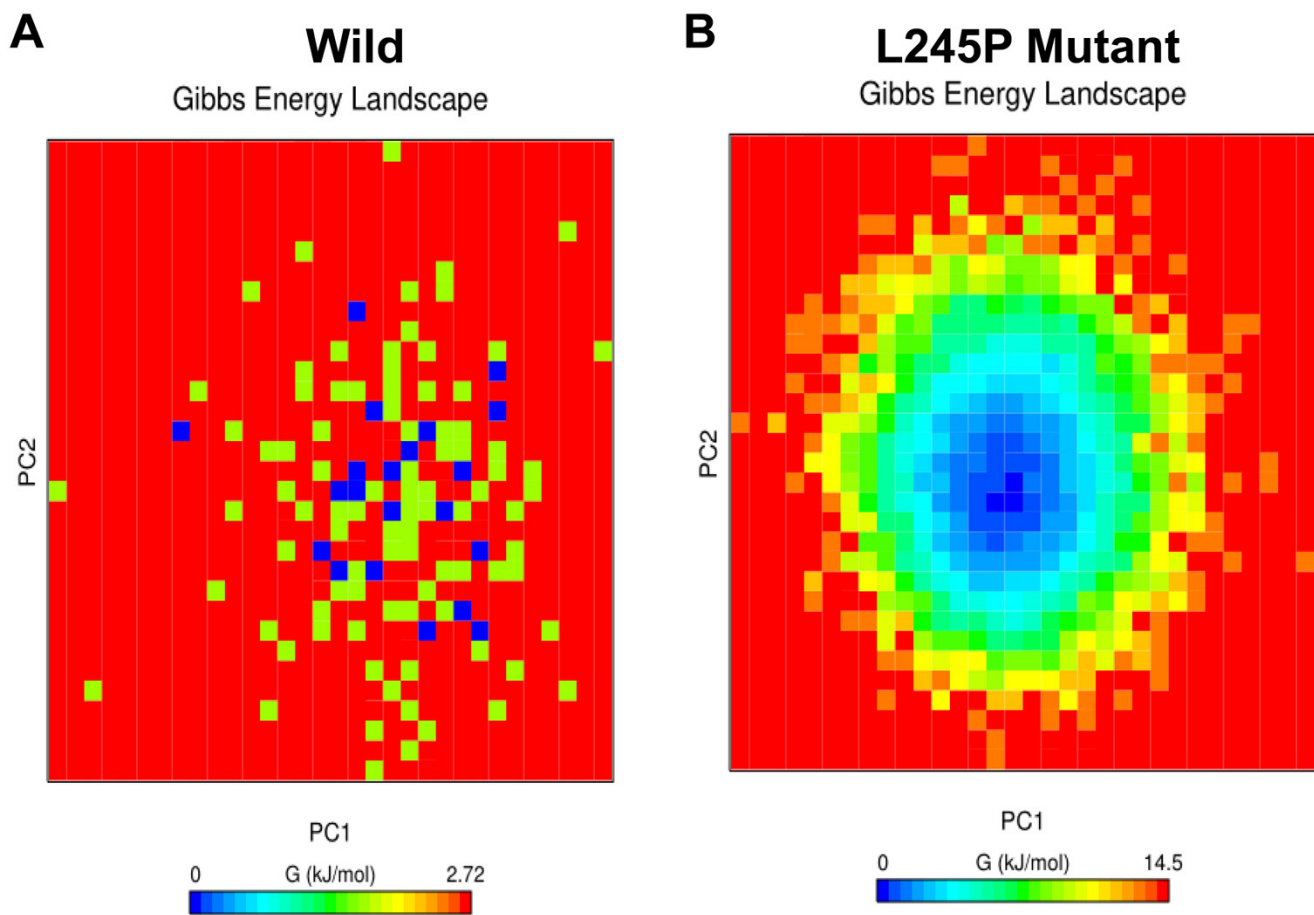 A
Wild
Gibbs Energy Landscape
PC2
PC1
0 G (kJ/mol) 2.72
B
L245P Mutant
Gibbs Energy Landscape
PC2
PC1
0 G (kJ/mol) 14.5